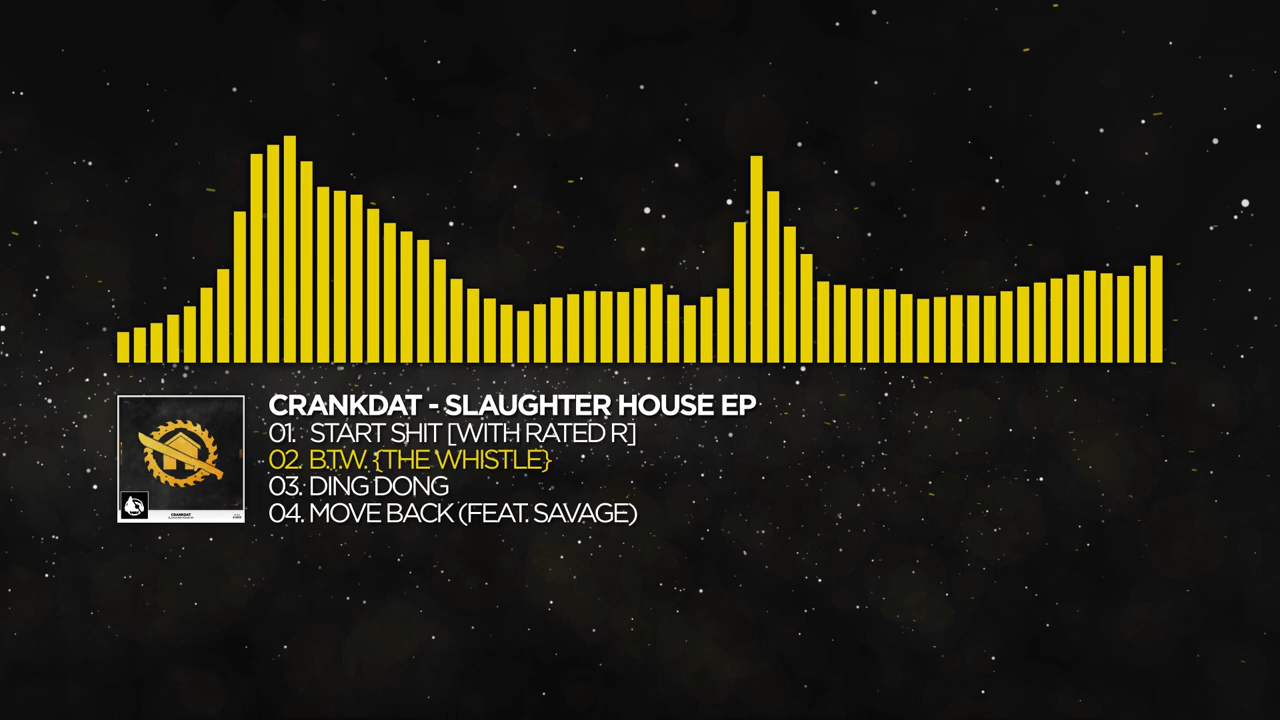 CRANKDAT - SLAUGHTER HOUSE EP
01. START SHIT [WITH RATED R]
02. B.T.W. {THE WHISTLE}
03. DING DONG
04. MOVE BACK (FEAT. SAVAGE)
CRANKDAT